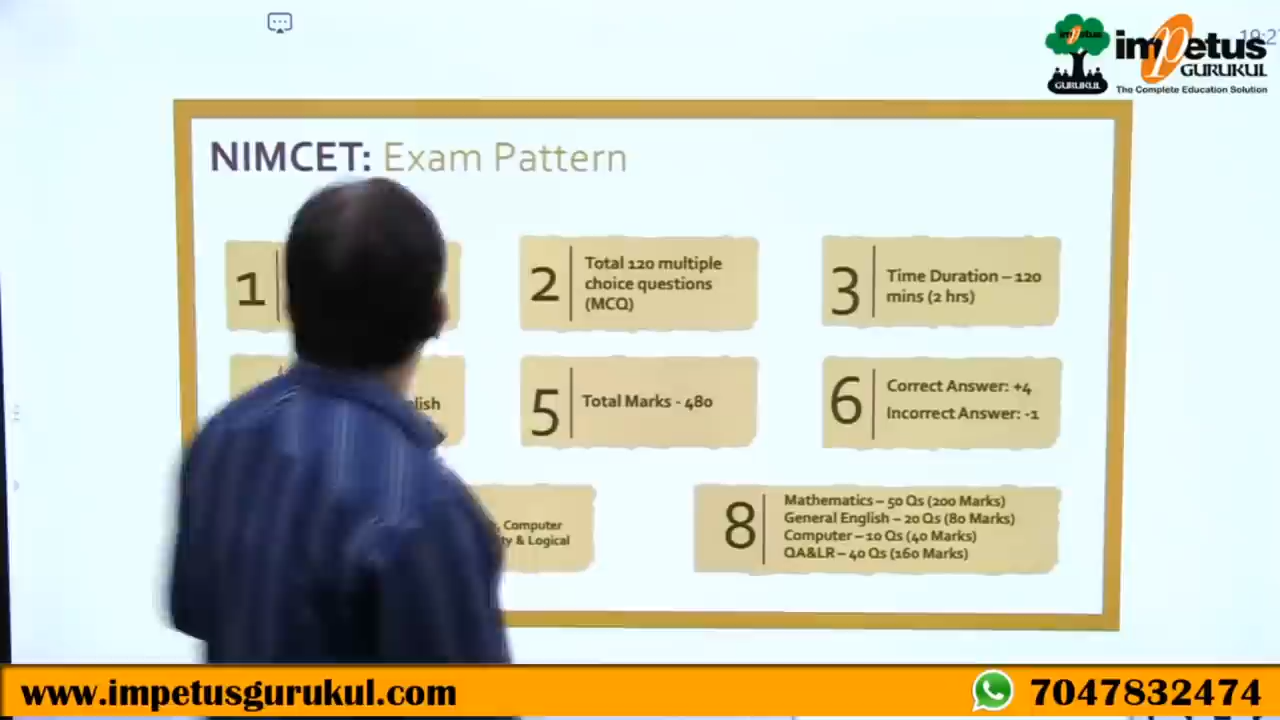 impetus
GURUKUL
impetus
GURUKUL
The Complete Education Solution
NIMCET: Exam Pattern
1
2
Total 120 multiple
choice questions
(MCQ)
3
Time Duration – 120
mins (2 hrs)
5
Total Marks - 480
6
Correct Answer: +4
Incorrect Answer: -1
Computer
& Logical
8
Mathematics – 50 Qs (200 Marks)
General English – 20 Qs (80 Marks)
Computer – 10 Qs (40 Marks)
QA&LR – 40 Qs (160 Marks)
www.impetusgurukul.com
7047832474